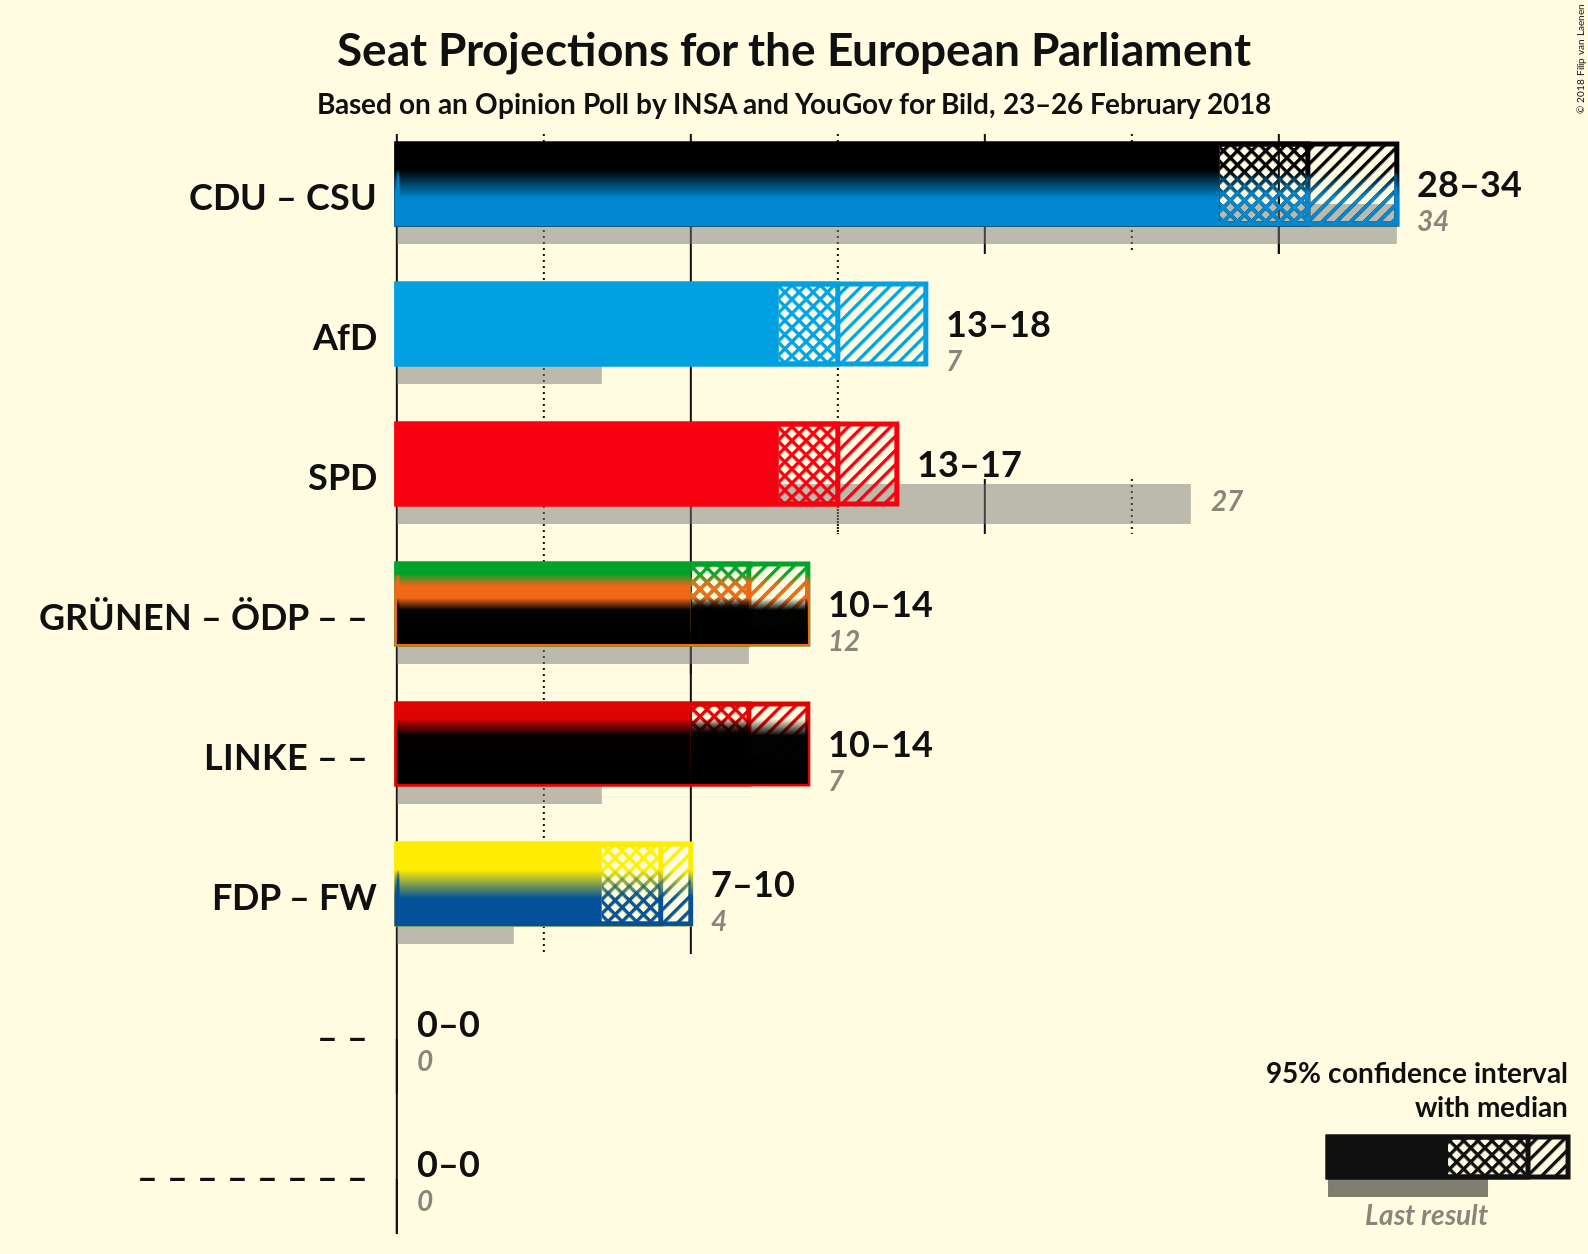 Seat Projections for the European Parliament
Based on an Opinion Poll by INSA and YouGov for Bild, 23–26 February 2018
© 2018 Filip van Laenen
CDU – CSU
28–34
34
AfD
13–18
7
SPD
13–17
27
GRÜNEN – ÖDP – –
10–14
12
LINKE – –
10–14
7
FDP – FW
7–10
4
– –
0–0
0
– – – – – – – –
0–0
0
95% confidence interval
with median
Last result